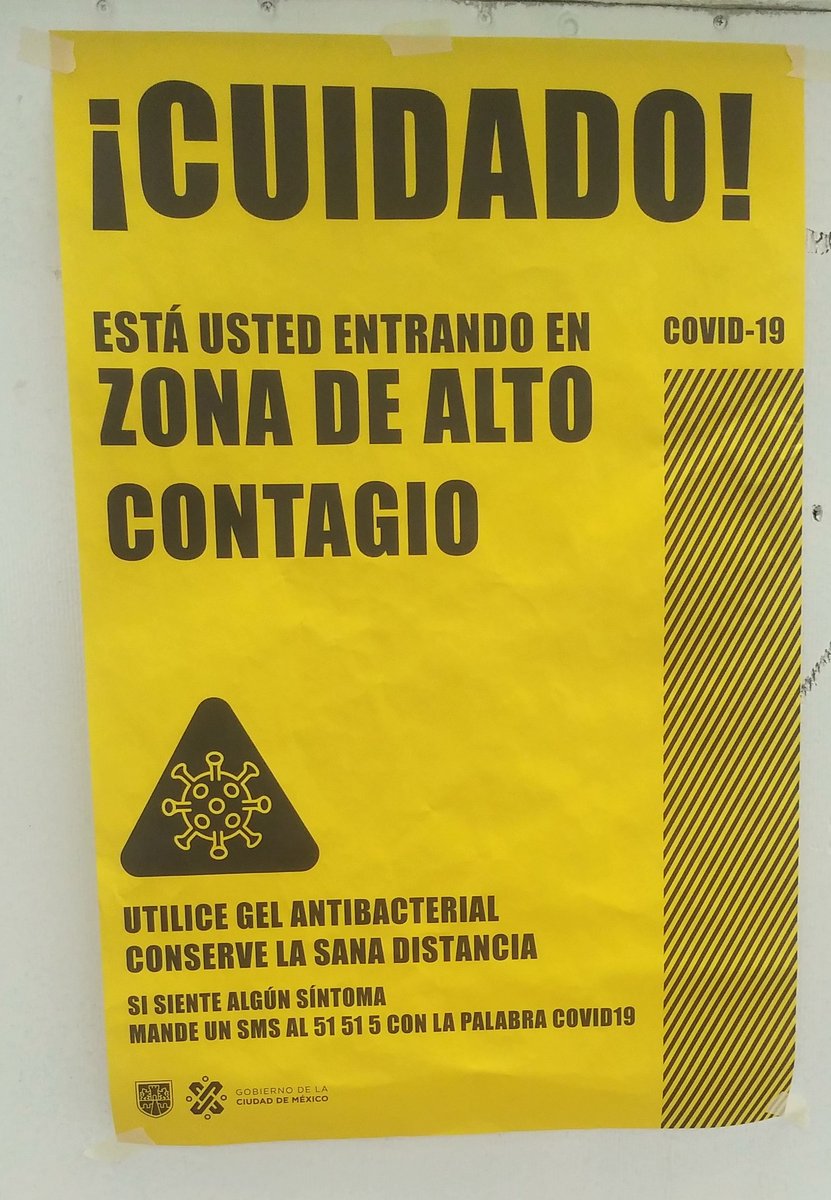 ¡CUIDADO!
ESTÁ USTED ENTRANDO EN
ZONA DE ALTO
CONTAGIO
COVID-19
UTILICE GEL ANTIBACTERIAL
CONSERVE LA SANA DISTANCIA
SI SIENTE ALGÚN SÍNTOMA
MANDE UN SMS AL 51 51 5 CON LA PALABRA COVID19
GOBIERNO DE LA
CIUDAD DE MÉXICO